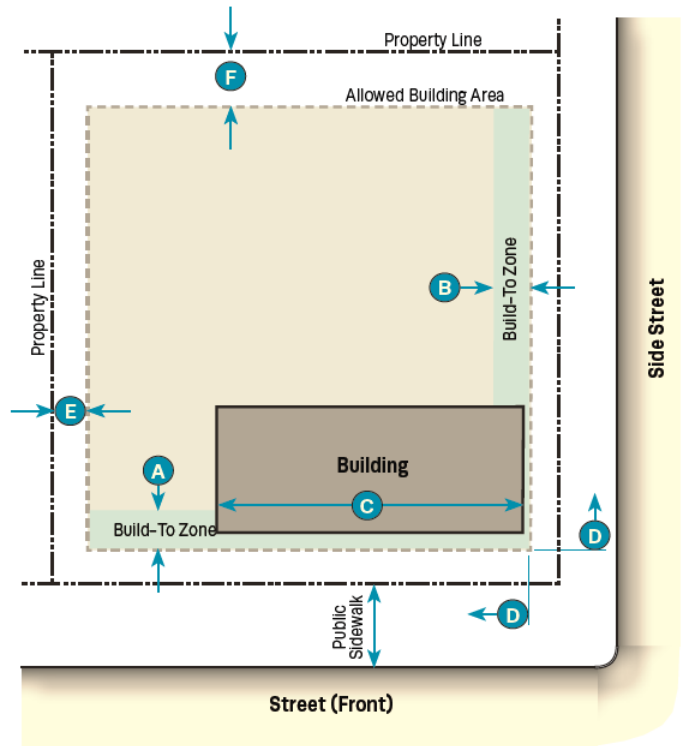 Property Line
F
Allowed Building Area
Property Line
B
Build-To Zone
Side Street
E
A
Building
C
Build-To Zone
D
D
Public
Sidewalk
Street (Front)